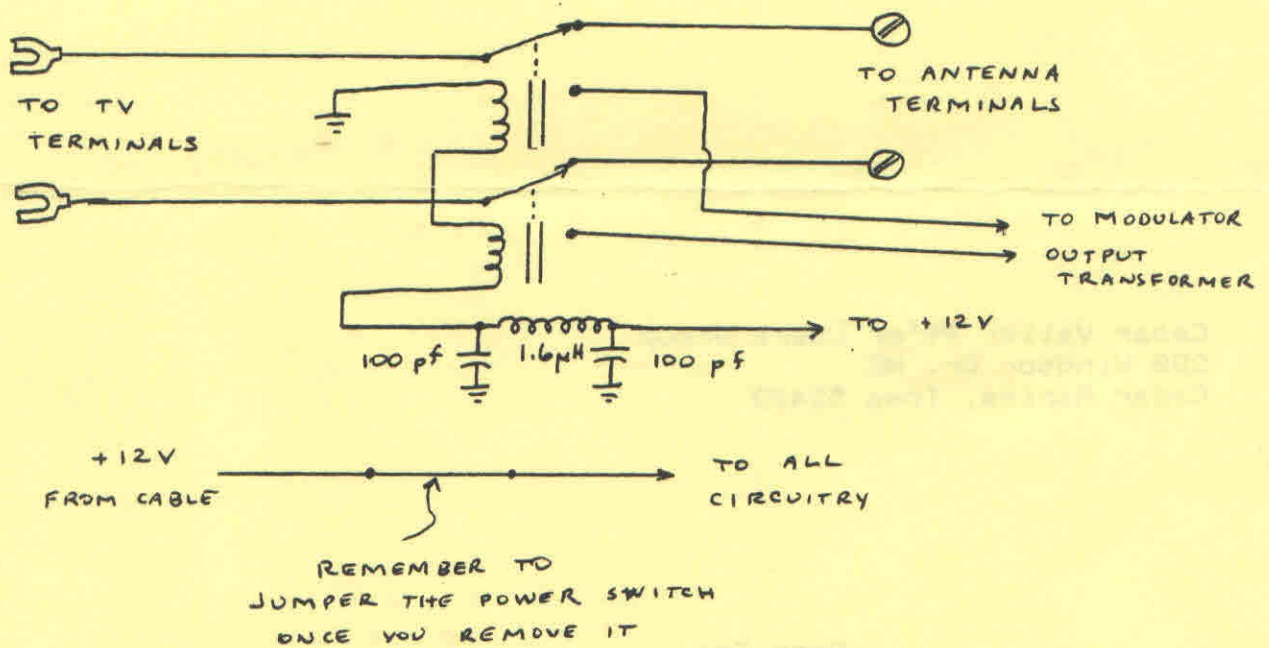 TO TV
TERMINALS
TO ANTENNA
TERMINALS
TO MODULATOR
OUTPUT
TRANSFORMER
TO +12V
100 pf
1.6µH
100 pf
+12V
FROM CABLE
TO ALL
CIRCUITRY
REMEMBER TO
JUMPER THE POWER SWITCH
ONCE YOU REMOVE IT